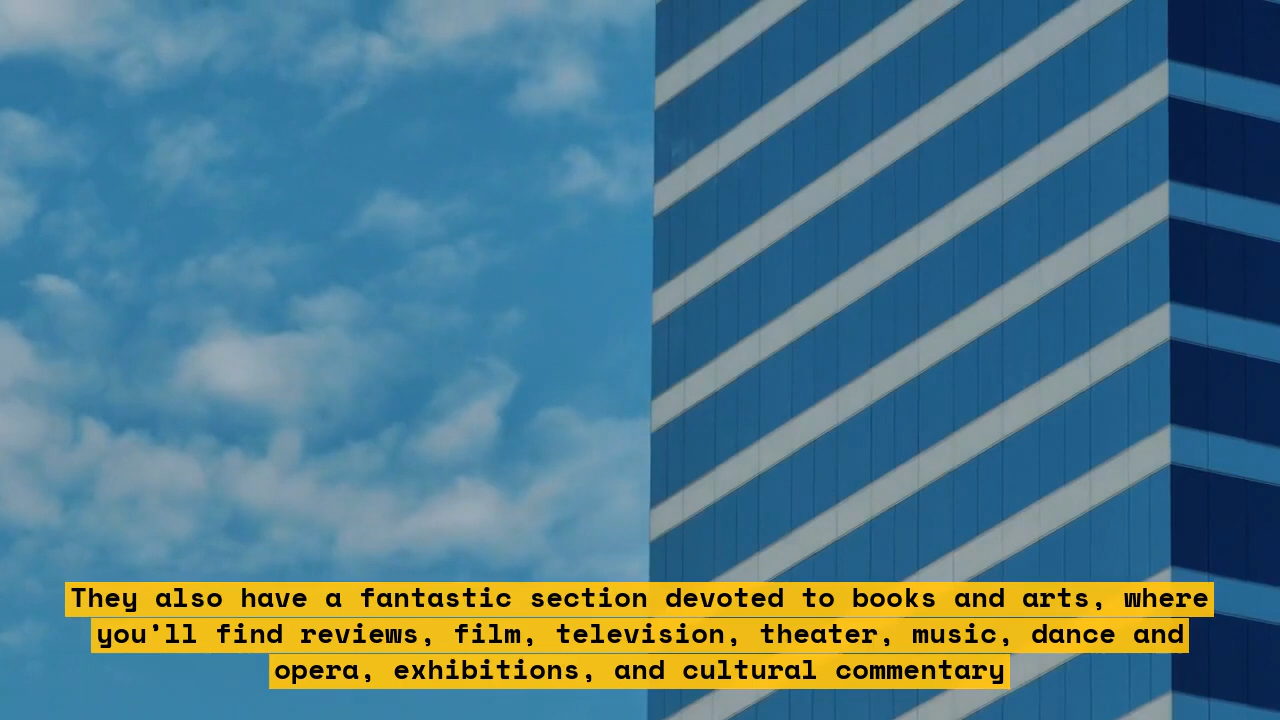 They also have a fantastic section devoted to books and arts, where
you'll find reviews, film, television, theater, music, dance and
opera, exhibitions, and cultural commentary